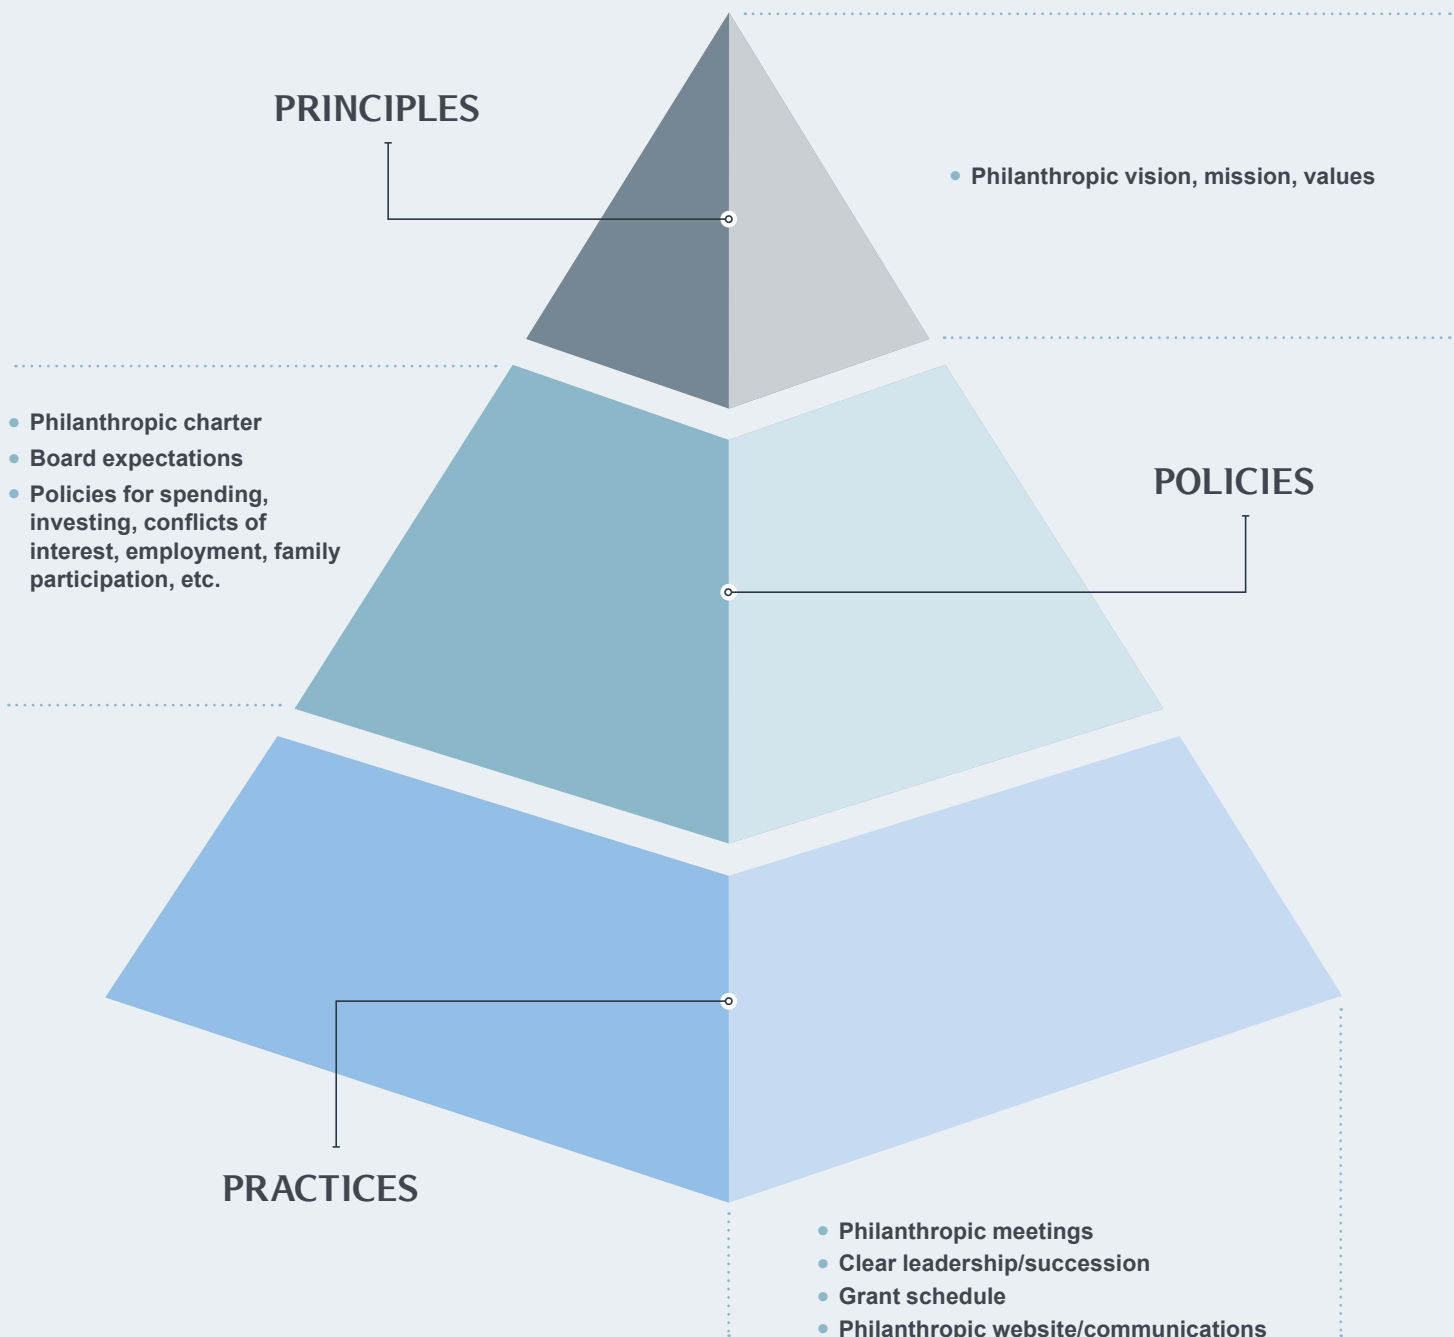 PRINCIPLES
Philanthropic vision, mission, values
Philanthropic charter
Board expectations
Policies for spending,
investing, conflicts of
interest, employment, family
participation, etc.
POLICIES
PRACTICES
Philanthropic meetings
Clear leadership/succession
Grant schedule
Philanthropic website/communications